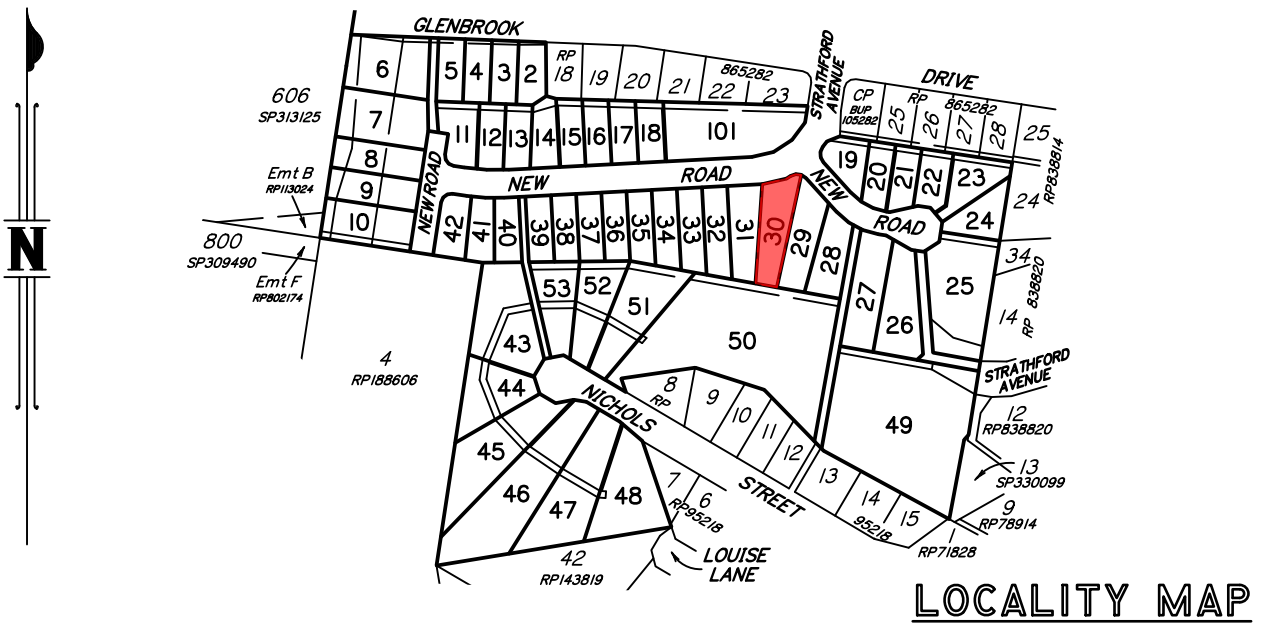 GLENBROOK
DRIVE
STRATHFORD
AVENUE
606
SP313125
6
5
4
3
2
RP
18
19
20
21
865282
22
23
CP
BUP
105282
25
RP
26
865282
27
28
25
RP838814
24
7
8
9
10
11
12
13
14
15
16
17
18
101
19
20
21
22
23
24
NEW ROAD
NEW
ROAD
NEW
ROAD
Emt B
RP113024
800
SP309490
Emt F
RP802174
42
41
40
39
38
37
36
35
34
33
32
31
30
29
28
27
26
25
34
RP 838820
14
53
52
51
50
43
44
45
46
47
48
49
4
RP188606
8
RP
9
10
11
12
13
14
15
95218
NICHOLS
STREET
STRATHFORD
AVENUE
12
RP838820
13
SP330099
9
RP78914
1
RP71828
7
6
RP95218
42
RP143819
LOUISE
LANE
N
LOCALITY MAP